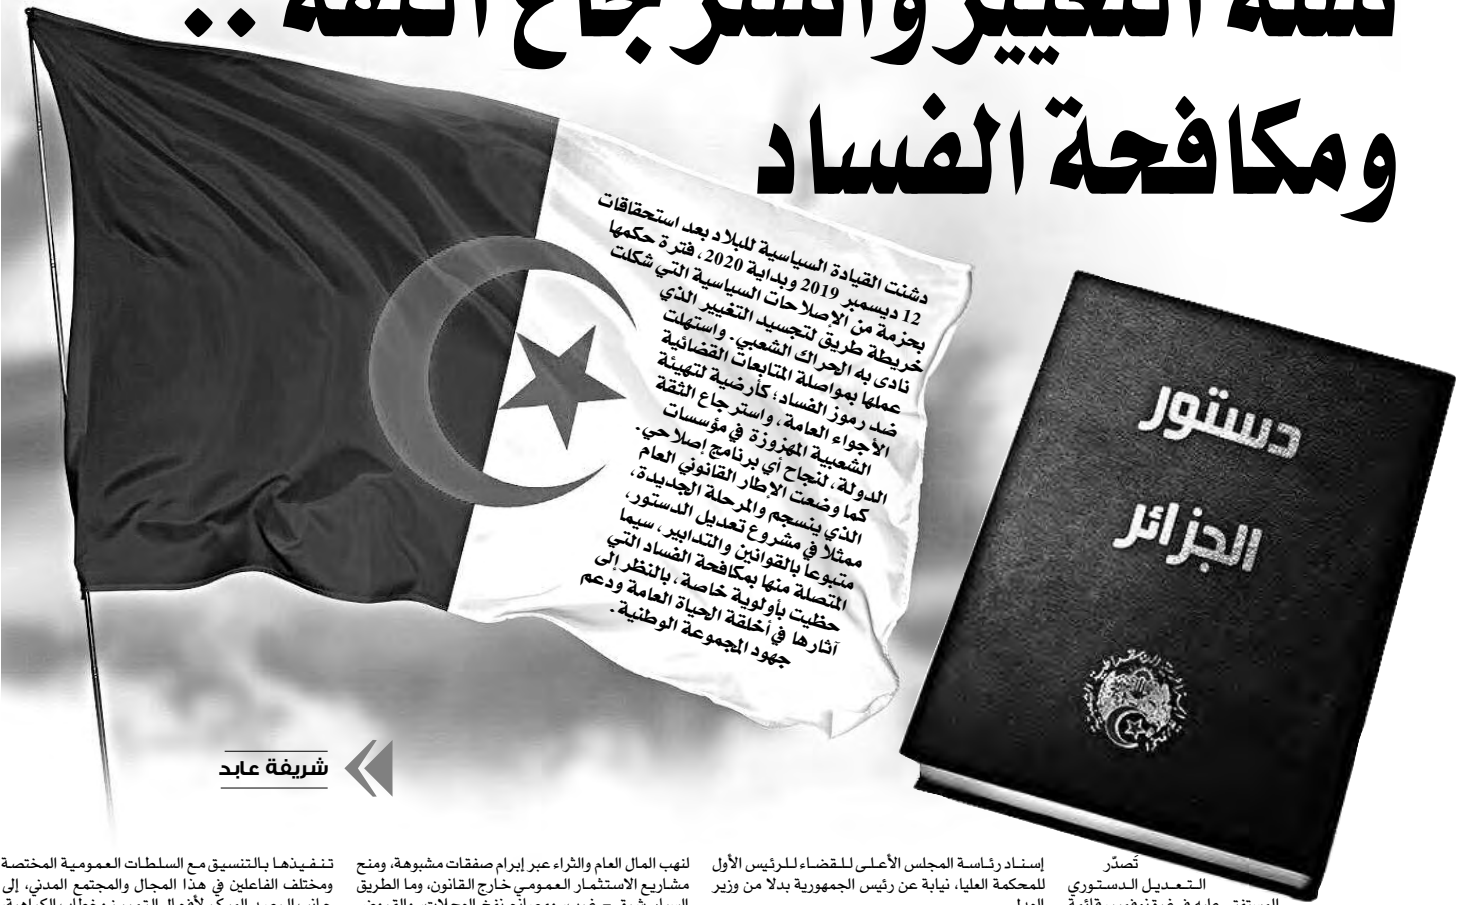 سنة التغيير واسترجاع الثقة ..
ومكافحة الفساد
دشنت القيادة السياسية للبلاد بعد استحقاقات
12 ديسمبر 2019 وبداية 2020، فترة حكمها
بحزمة من الإصلاحات السياسية التي شكلت
خريطة طريق لتجسيد التغيير الذي
نادى به الحراك الشعبي. واستهلت
عملها بمواصلة المتابعات القضائية
ضد رموز الفساد؛ كأرضية لتهيئة
الأجواء العامة، واسترجاع الثقة
الشعبية المهزوزة في مؤسسات
الدولة، لنجاح أي برنامج إصلاحي.
كما وضعت الإطار القانوني العام
الذي ينسجم والمرحلة الجديدة،
ممثلا في مشروع تعديل الدستور،
متبوعا بالقوانين والتدابير، سيما
المتصلة منها بمكافحة الفساد التي
حظيت بأولوية خاصة، بالنظر إلى
آثارها في أخلقة الحياة العامة ودعم
جهود المجموعة الوطنية.
دستور
الجزائر
شريفة عابد
تصدّر
التعديل الدستوري
إسناد رئاسة المجلس الأعلى للقضاء للرئيس الأول
للمحكمة العليا، نيابة عن رئيس الجمهورية بدلا من وزير
لنهب المال العام والثراء عبر إبرام صفقات مشبوهة، ومنح
مشاريع الاستثمار العمومي خارج القانون، وما الطريق
تنفيذها بالتنسيق مع السلطات العمومية المختصة
ومختلف الفاعلين في هذا المجال والمجتمع المدني، إلى